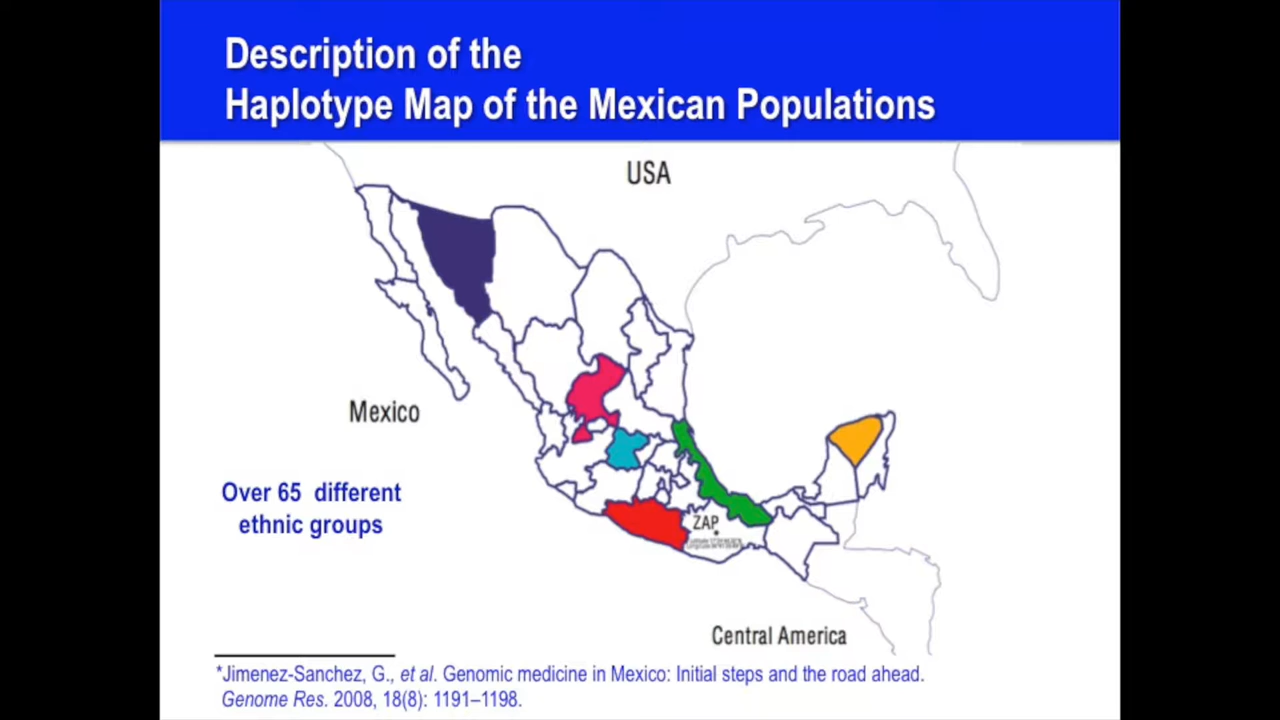 Description of the
Haplotype Map of the Mexican Populations
USA
Mexico
Over 65 different
ethnic groups
ZAP
Central America
*Jimenez-Sanchez, G., et al. Genomic medicine in Mexico: Initial steps and the road ahead.
Genome Res. 2008, 18(8): 1191–1198.